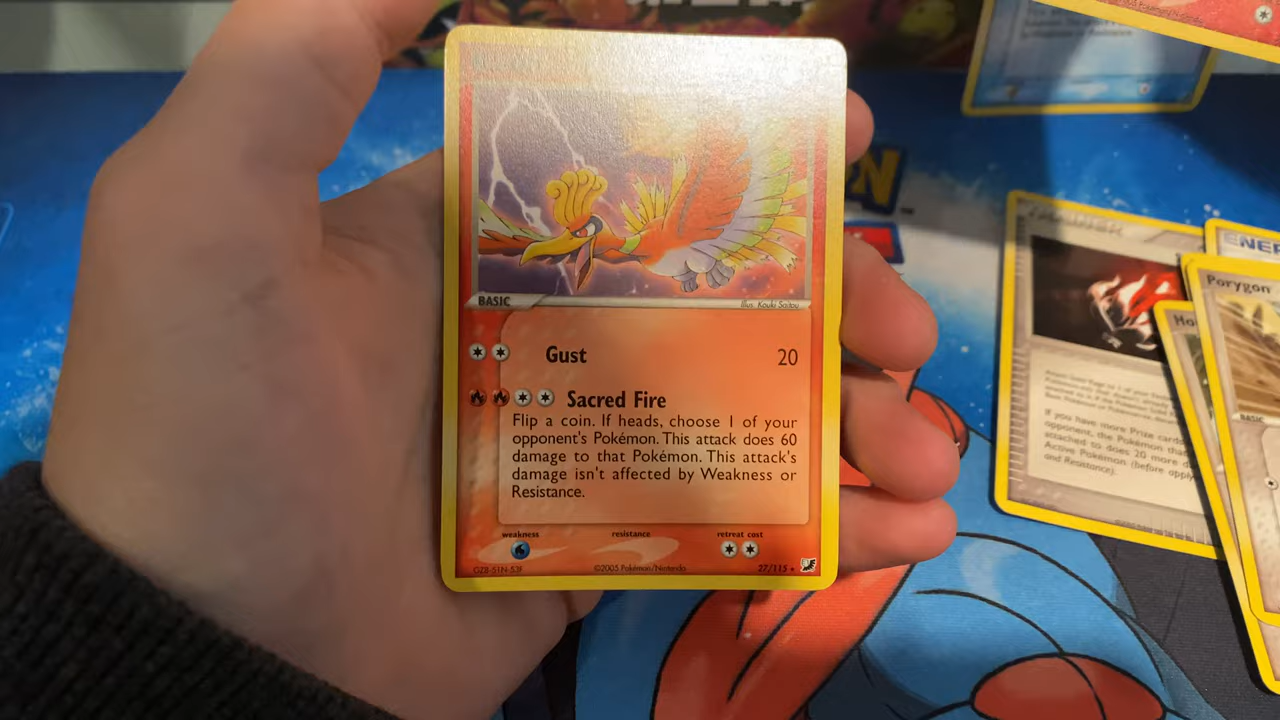 BASIC
Illus. Kouki Saitou
Gust 20
Sacred Fire
Flip a coin. If heads, choose 1 of your
opponent's Pokémon. This attack does 60
damage to that Pokémon. This attack's
damage isn't affected by Weakness or
Resistance.
weakness resistance retreat cost
©2005 Pokémon/Nintendo
27/115
TRAINER
If you have more Prize cards
opponent, the Pokémon that
attached to does 20 more
Active Pokémon (before
and Resistance).
ENER
Porygon
Ho
BASIC